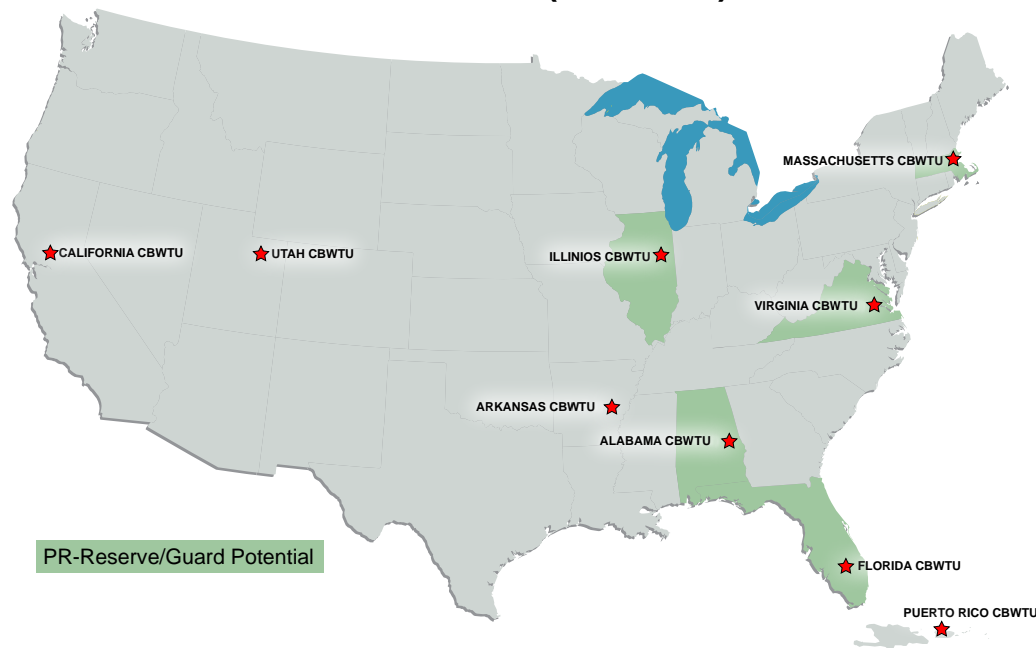 MASSACHUSETTS CBWTU
CALIFORNIA CBWTU
UTAH CBWTU
ILLINIOS CBWTU
VIRGINIA CBWTU
ARKANSAS CBWTU
ALABAMA CBWTU
PR-Reserve/Guard Potential
FLORIDA CBWTU
PUERTO RICO CBWTU